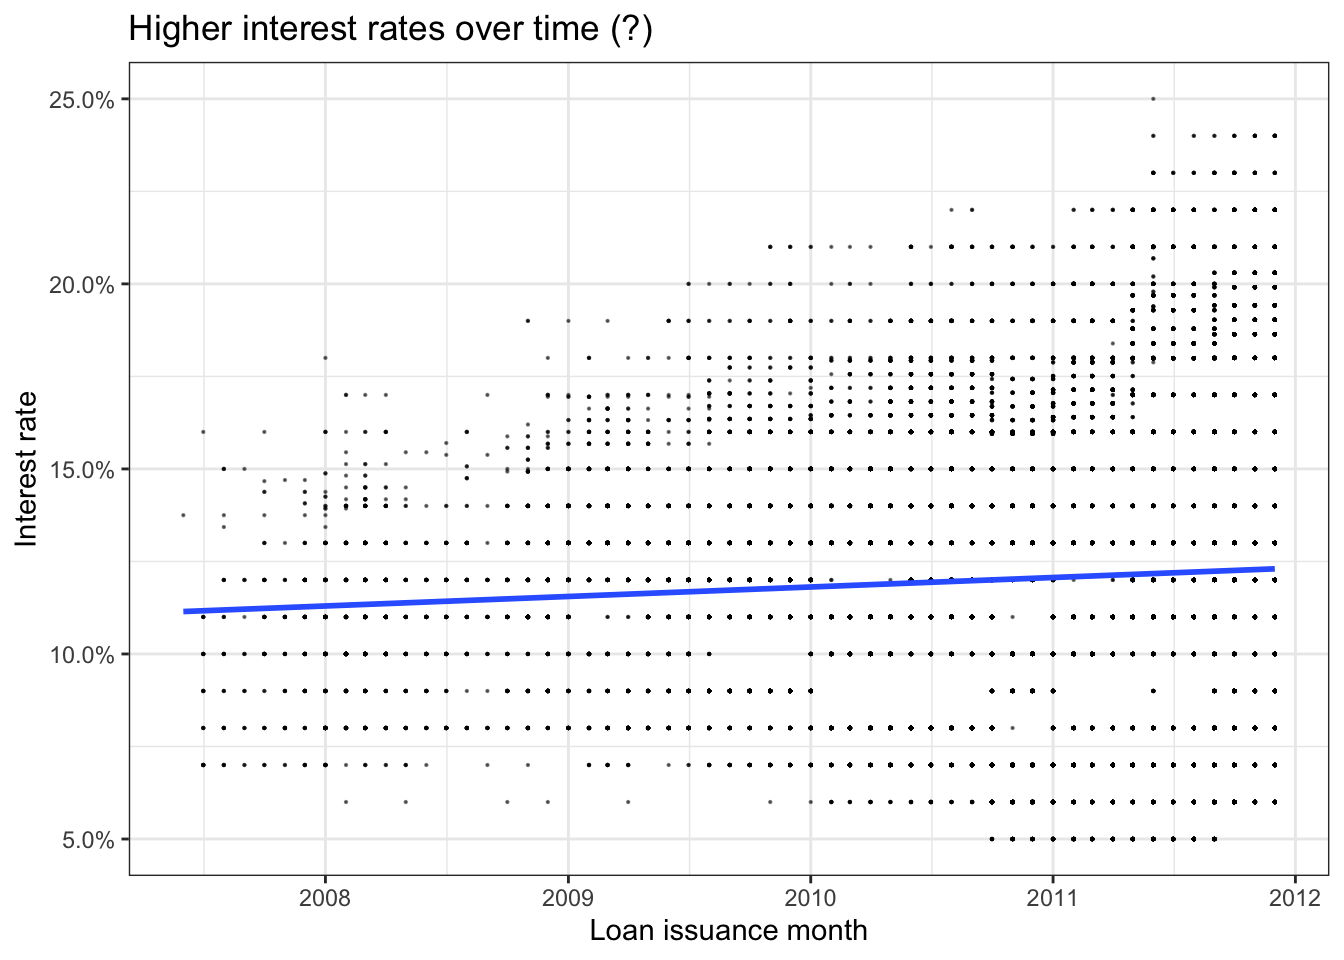 Higher interest rates over time (?)
Interest rate
25.0%
20.0%
15.0%
10.0%
5.0%
2008 2009 2010 2011 2012
Loan issuance month